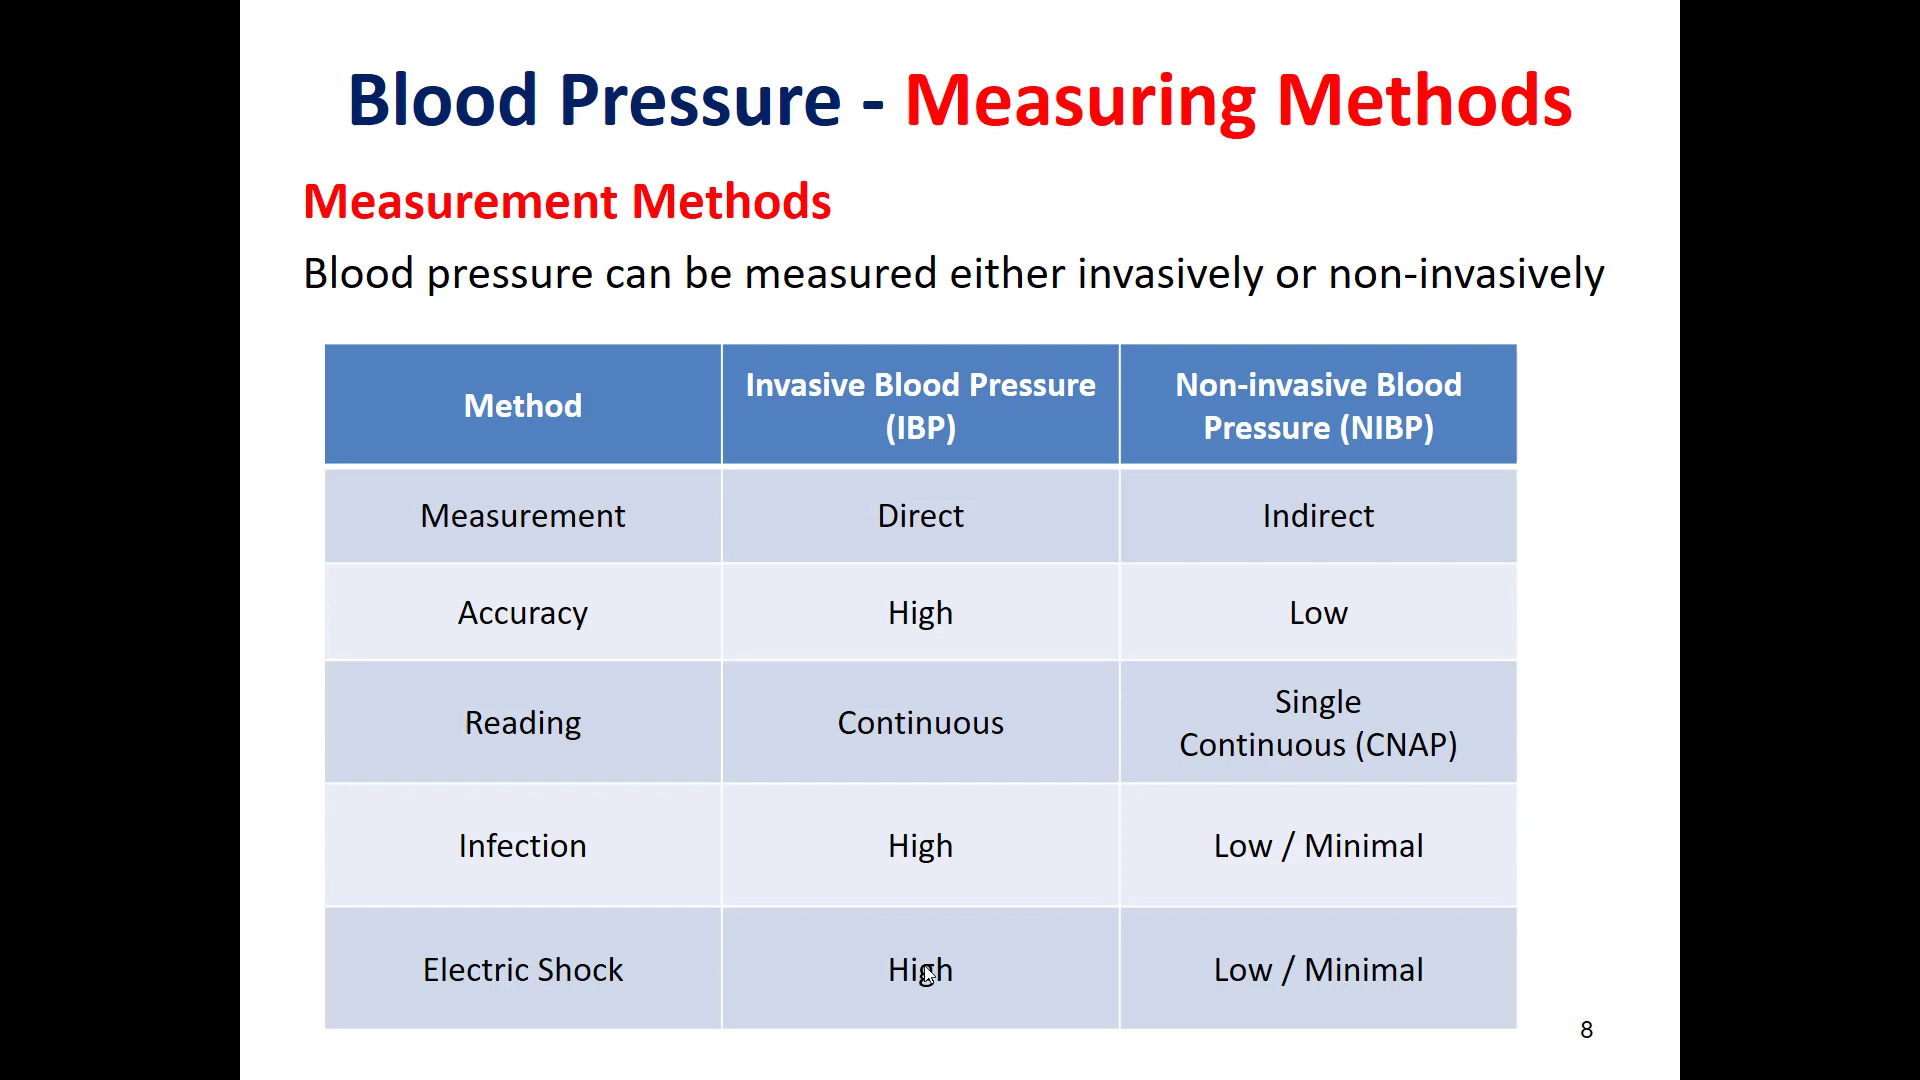 Blood Pressure - Measuring Methods
Measurement Methods
Blood pressure can be measured either invasively or non-invasively
Method
Invasive Blood Pressure
(IBP)
Non-invasive Blood
Pressure (NIBP)
Measurement
Direct
Indirect
Accuracy
High
Low
Reading
Continuous
Single
Continuous (CNAP)
Infection
High
Low / Minimal
Electric Shock
High
Low / Minimal
8